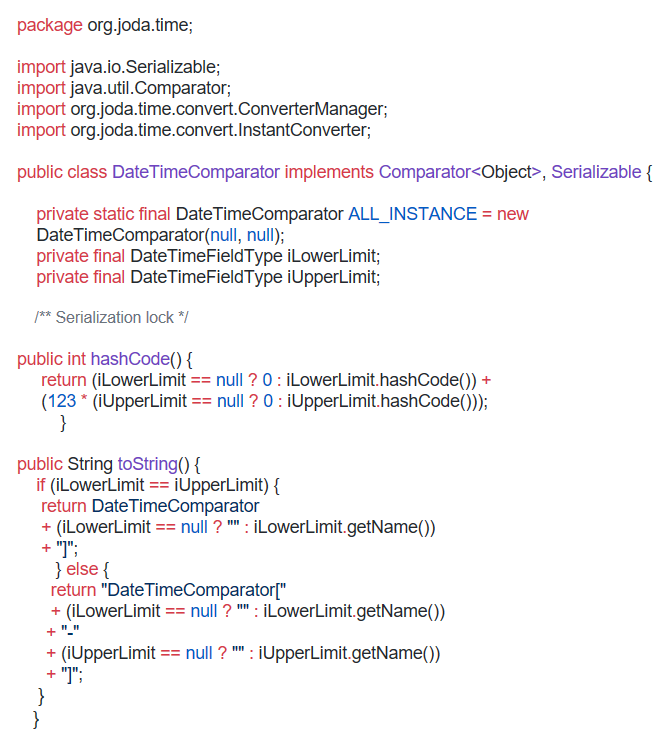 package org.joda.time;
import java.io.Serializable;
import java.util.Comparator;
import org.joda.time.convert.ConverterManager;
import org.joda.time.convert.InstantConverter;
public class DateTimeComparator implements Comparator<Object>, Serializable {
private static final DateTimeComparator ALL_INSTANCE = new
DateTimeComparator(null, null);
private final DateTimeFieldType iLowerLimit;
private final DateTimeFieldType iUpperLimit;
/** Serialization lock */
public int hashCode() {
return (iLowerLimit == null ? 0 : iLowerLimit.hashCode()) +
(123 * (iUpperLimit == null ? 0 : iUpperLimit.hashCode()));
}
public String toString() {
if (iLowerLimit == iUpperLimit) {
return DateTimeComparator
+ (iLowerLimit == null ? "" : iLowerLimit.getName())
+ "]";
} else {
return "DateTimeComparator["
+ (iLowerLimit == null ? "" : iLowerLimit.getName())
+ "-"
+ (iUpperLimit == null ? "" : iUpperLimit.getName())
+ "]";
}
}